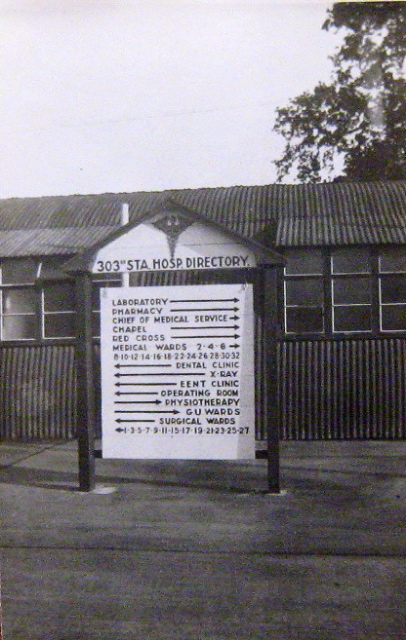 303RD STA. HOSP. DIRECTORY.
LABORATORY
PHARMACY
CHIEF OF MEDICAL SERVICE
CHAPEL
RED CROSS
MEDICAL WARDS 2-4-6
8-10-12-14-16-18-22-24-26-28-30-32
DENTAL CLINIC
X-RAY
EENT CLINIC
OPERATING ROOM
PHYSIOTHERAPY
GU WARDS
SURGICAL WARDS
1-3-5-7-9-11-15-17-19-21-23-25-27